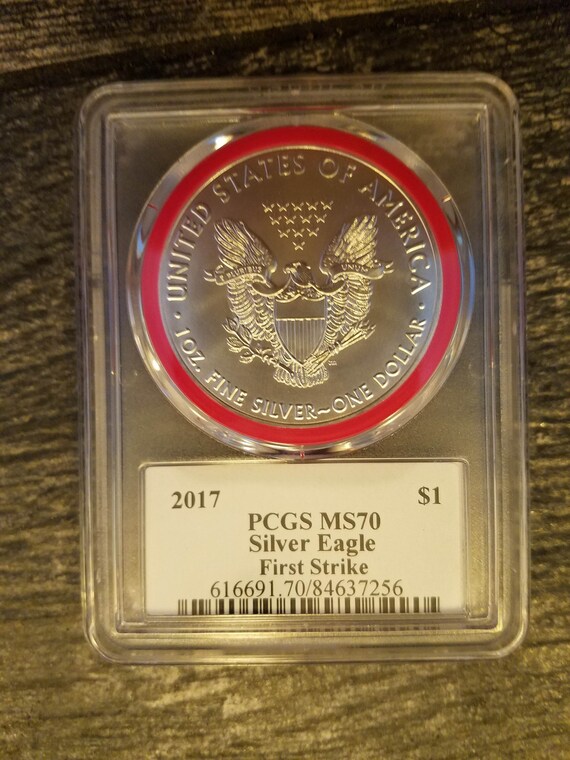 UNITED STATES OF AMERICA
PLURIBUS UNUM
1 OZ. FINE SILVER~ONE DOLLAR
2017 $1
PCGS MS70
Silver Eagle
First Strike
616691.70/84637256